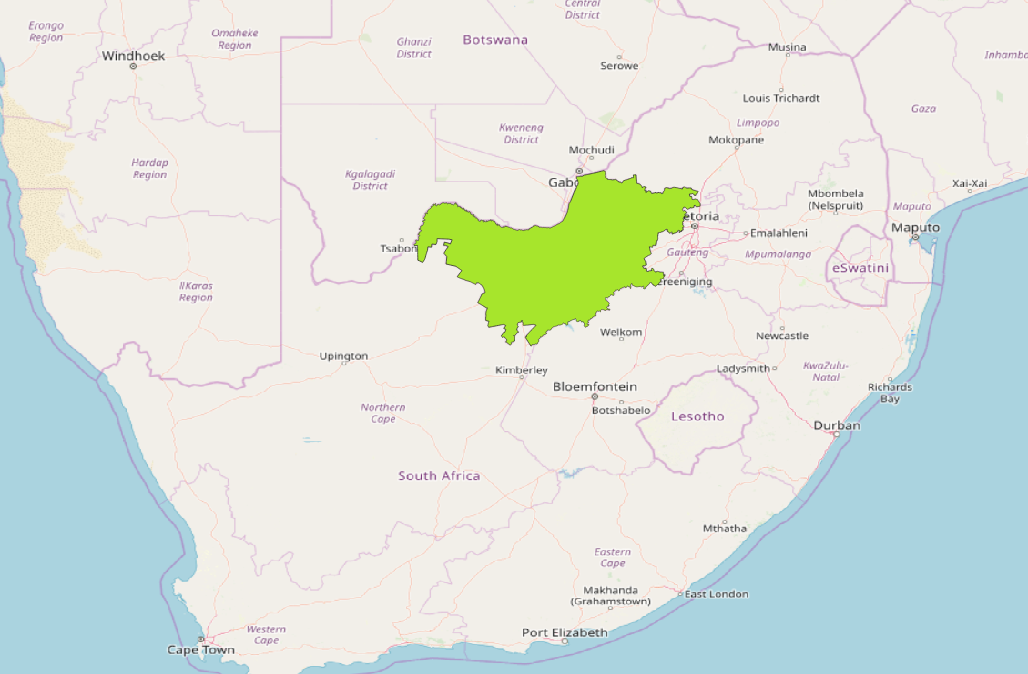 Central
District
Erongo
Region
Omaheke
Region
Ghanzi
District
Botswana
Musina
Inhamb
Windhoek
Serowe
Louis Trichardt
Gaza
Limpopo
Kweneng
District
Mokopane
Mochudi
Hardap
Region
Kgalagadi
District
Gabo
Xai-Xai
Mbombela
(Nelspruit)
Maputo
etoria
Maputo
Emalahleni
Tsabon
Gauteng
Mpumalanga
eSwatini
ereeniging
IlKaras
Region
Welkom
Newcastle
Upington
Kimberley
Ladysmith
KwaZulu-
Natal
Bloemfontein
Richards
Bay
Northern
Cape
Botshabelo
Lesotho
Durban
South Africa
Mthatha
Eastern
Cape
Makhanda
(Grahamstown)
East London
Western
Cape
Port Elizabeth
Cape Town